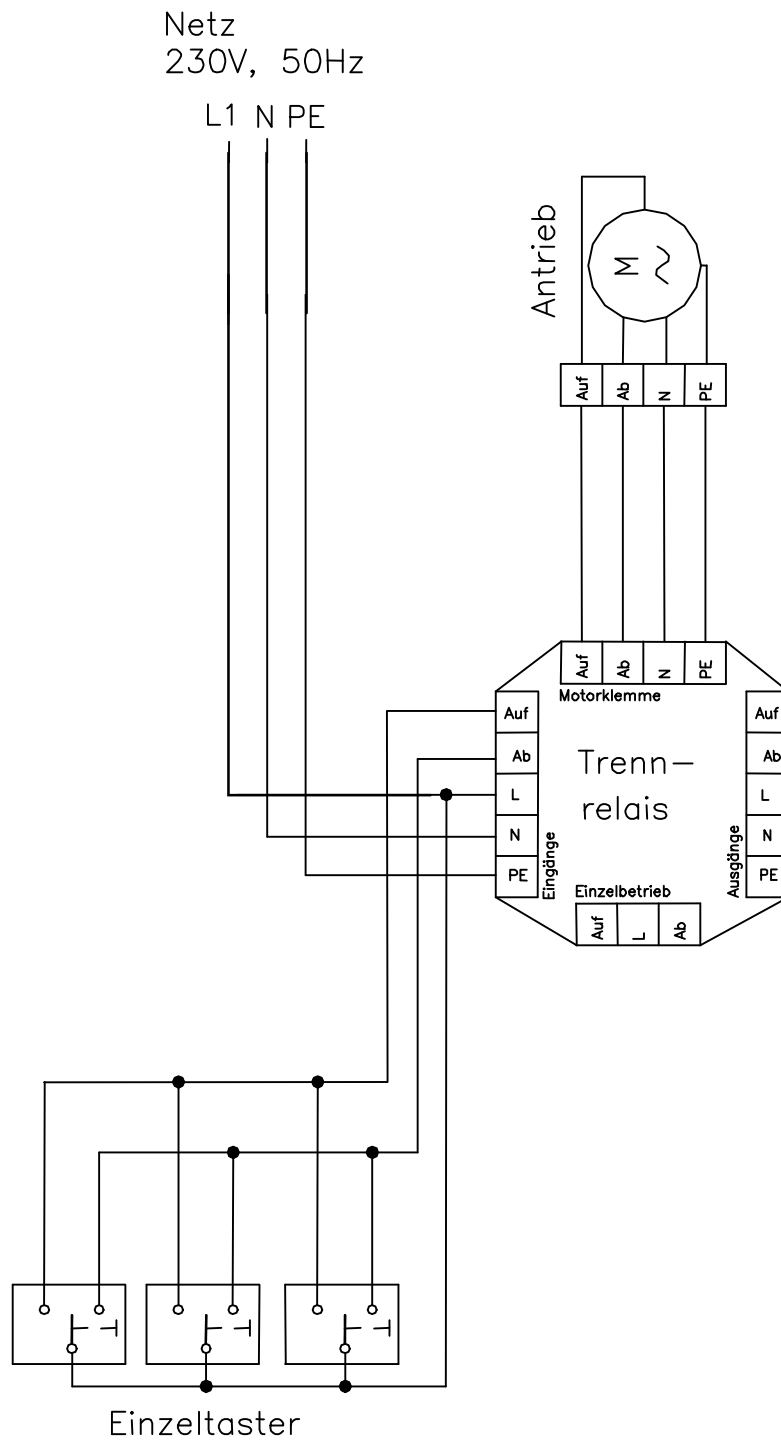 Netz
230V, 50Hz
L1 N PE
Antrieb
M
Auf Ab N PE
Auf Ab N PE
Motorklemme
Auf
Ab
L
N
PE
Eingänge
Trenn-
relais
Auf
Ab
L
N
PE
Ausgänge
Einzelbetrieb
Auf L Ab
Einzeltaster